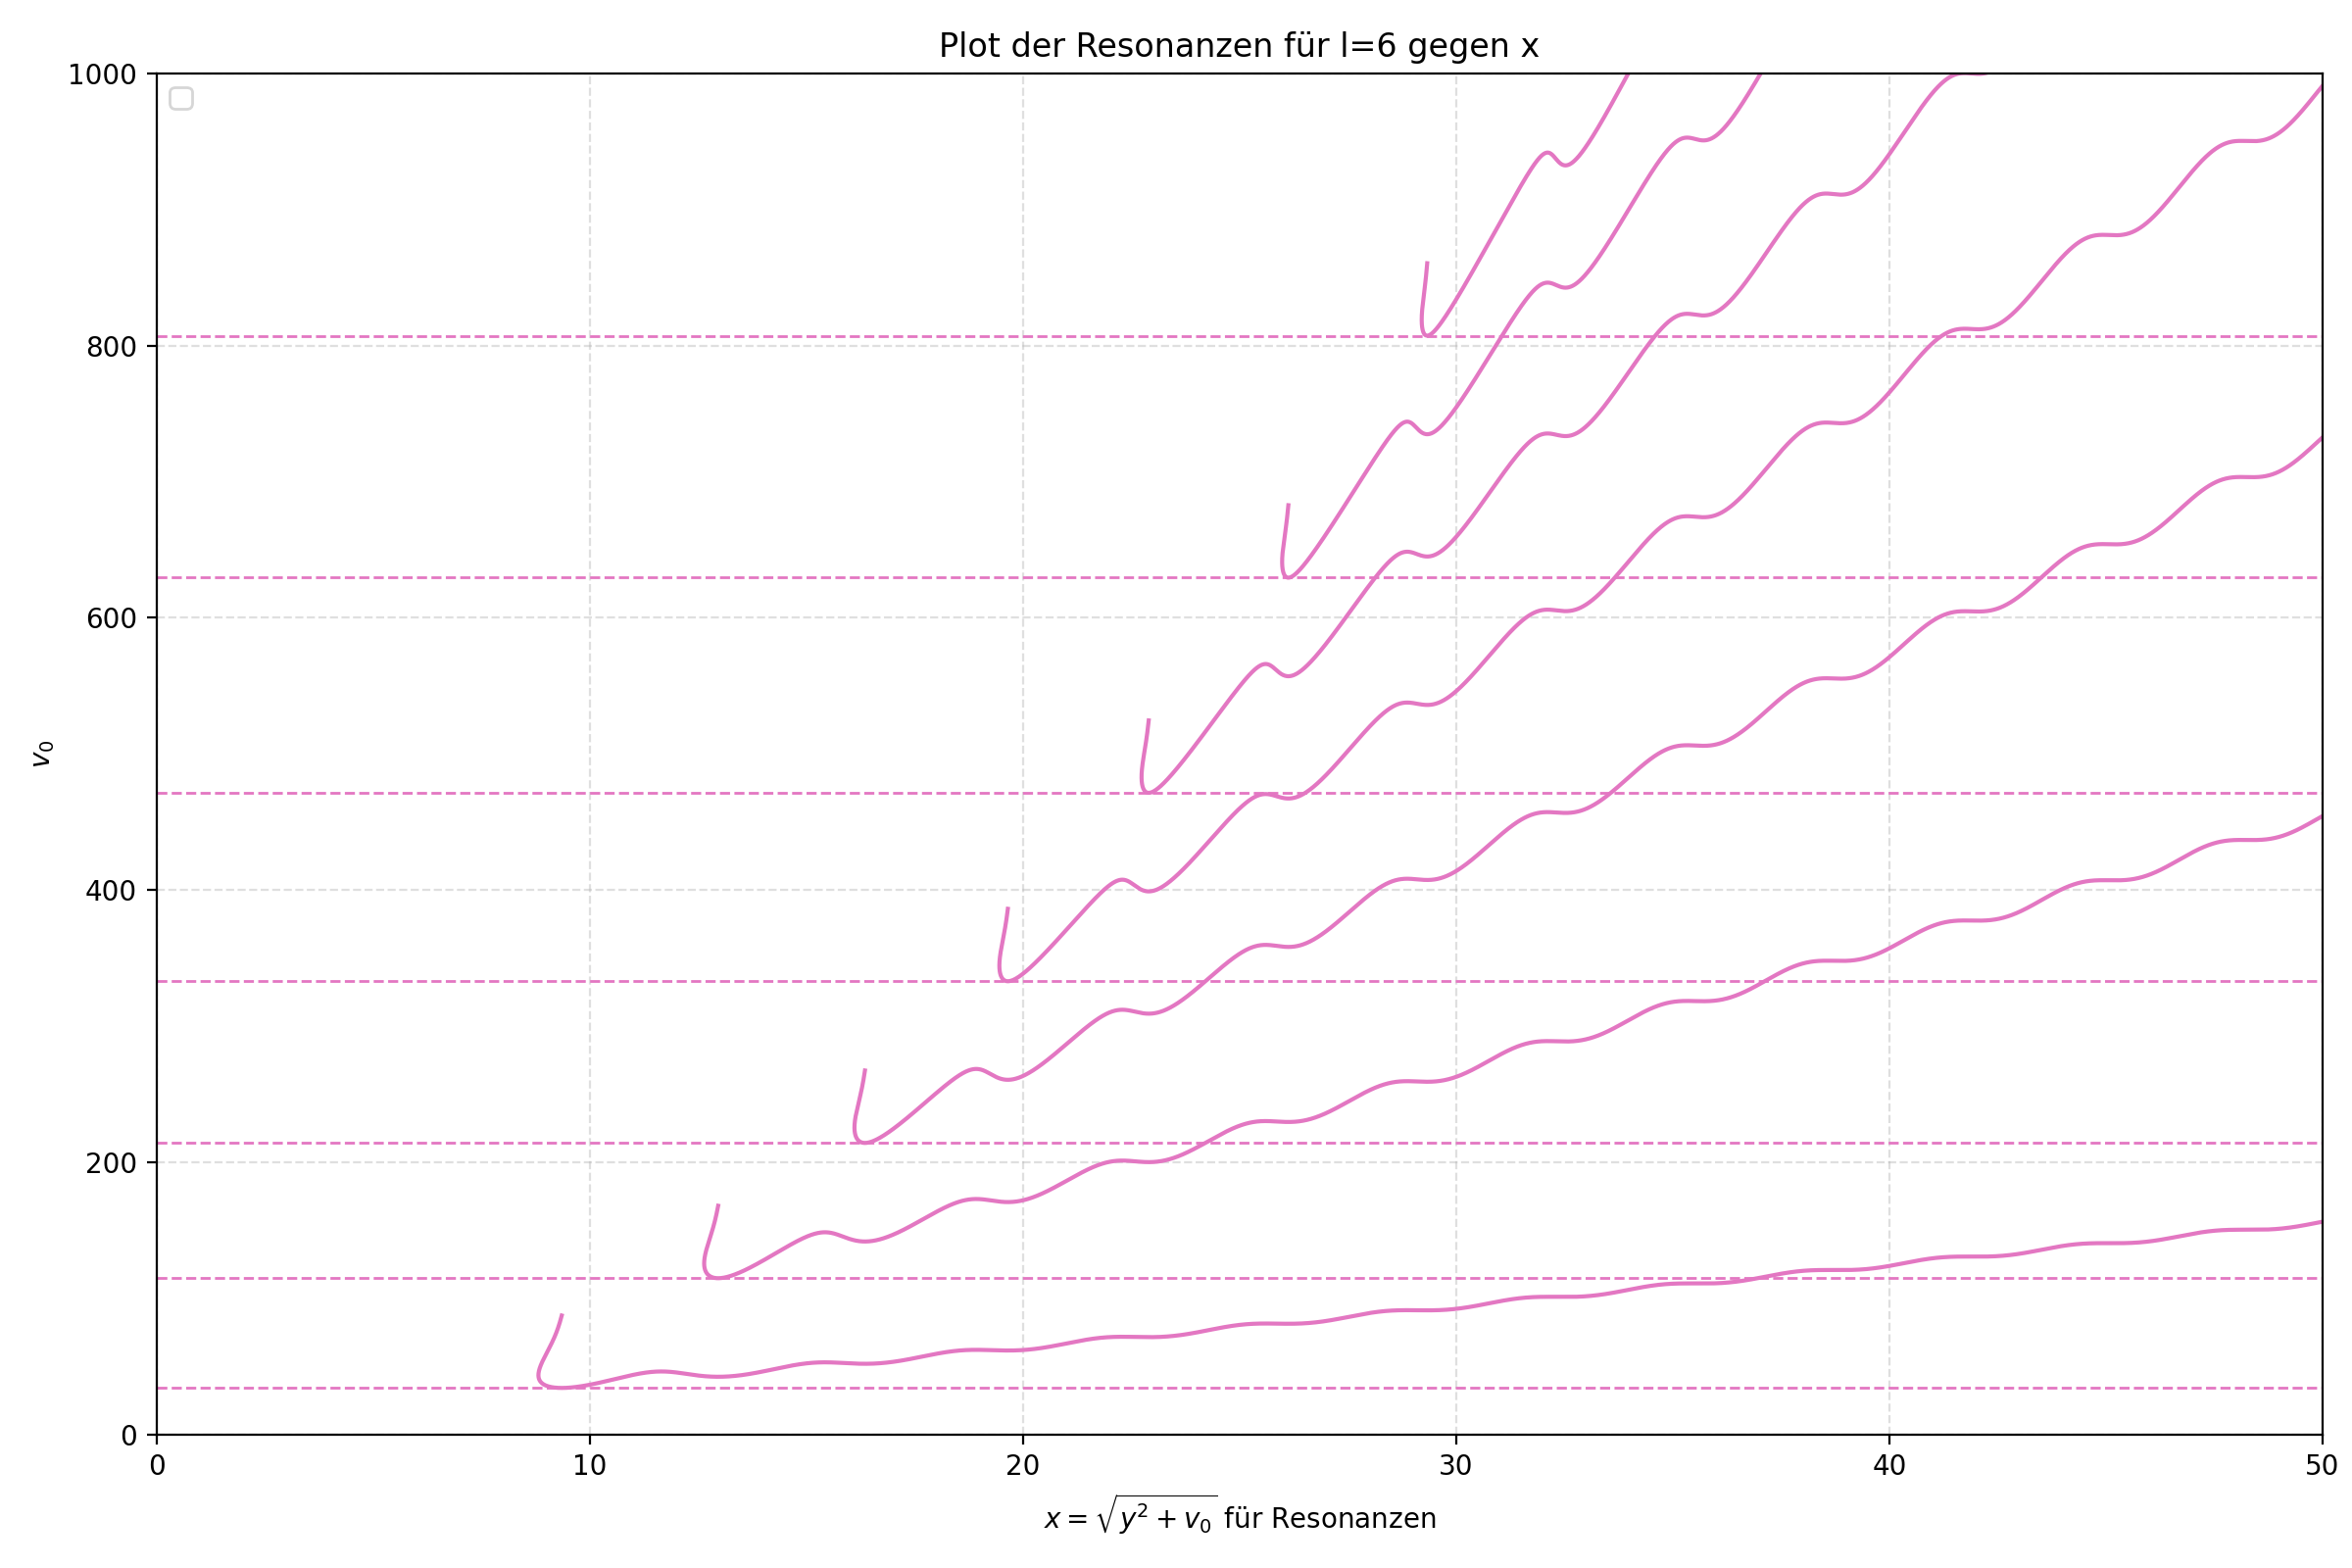 Plot der Resonanzen für l=6 gegen x
1000
800
600
400
200
0
v₀
0 10 20 30 40 50
x = √(y² + v₀) für Resonanzen